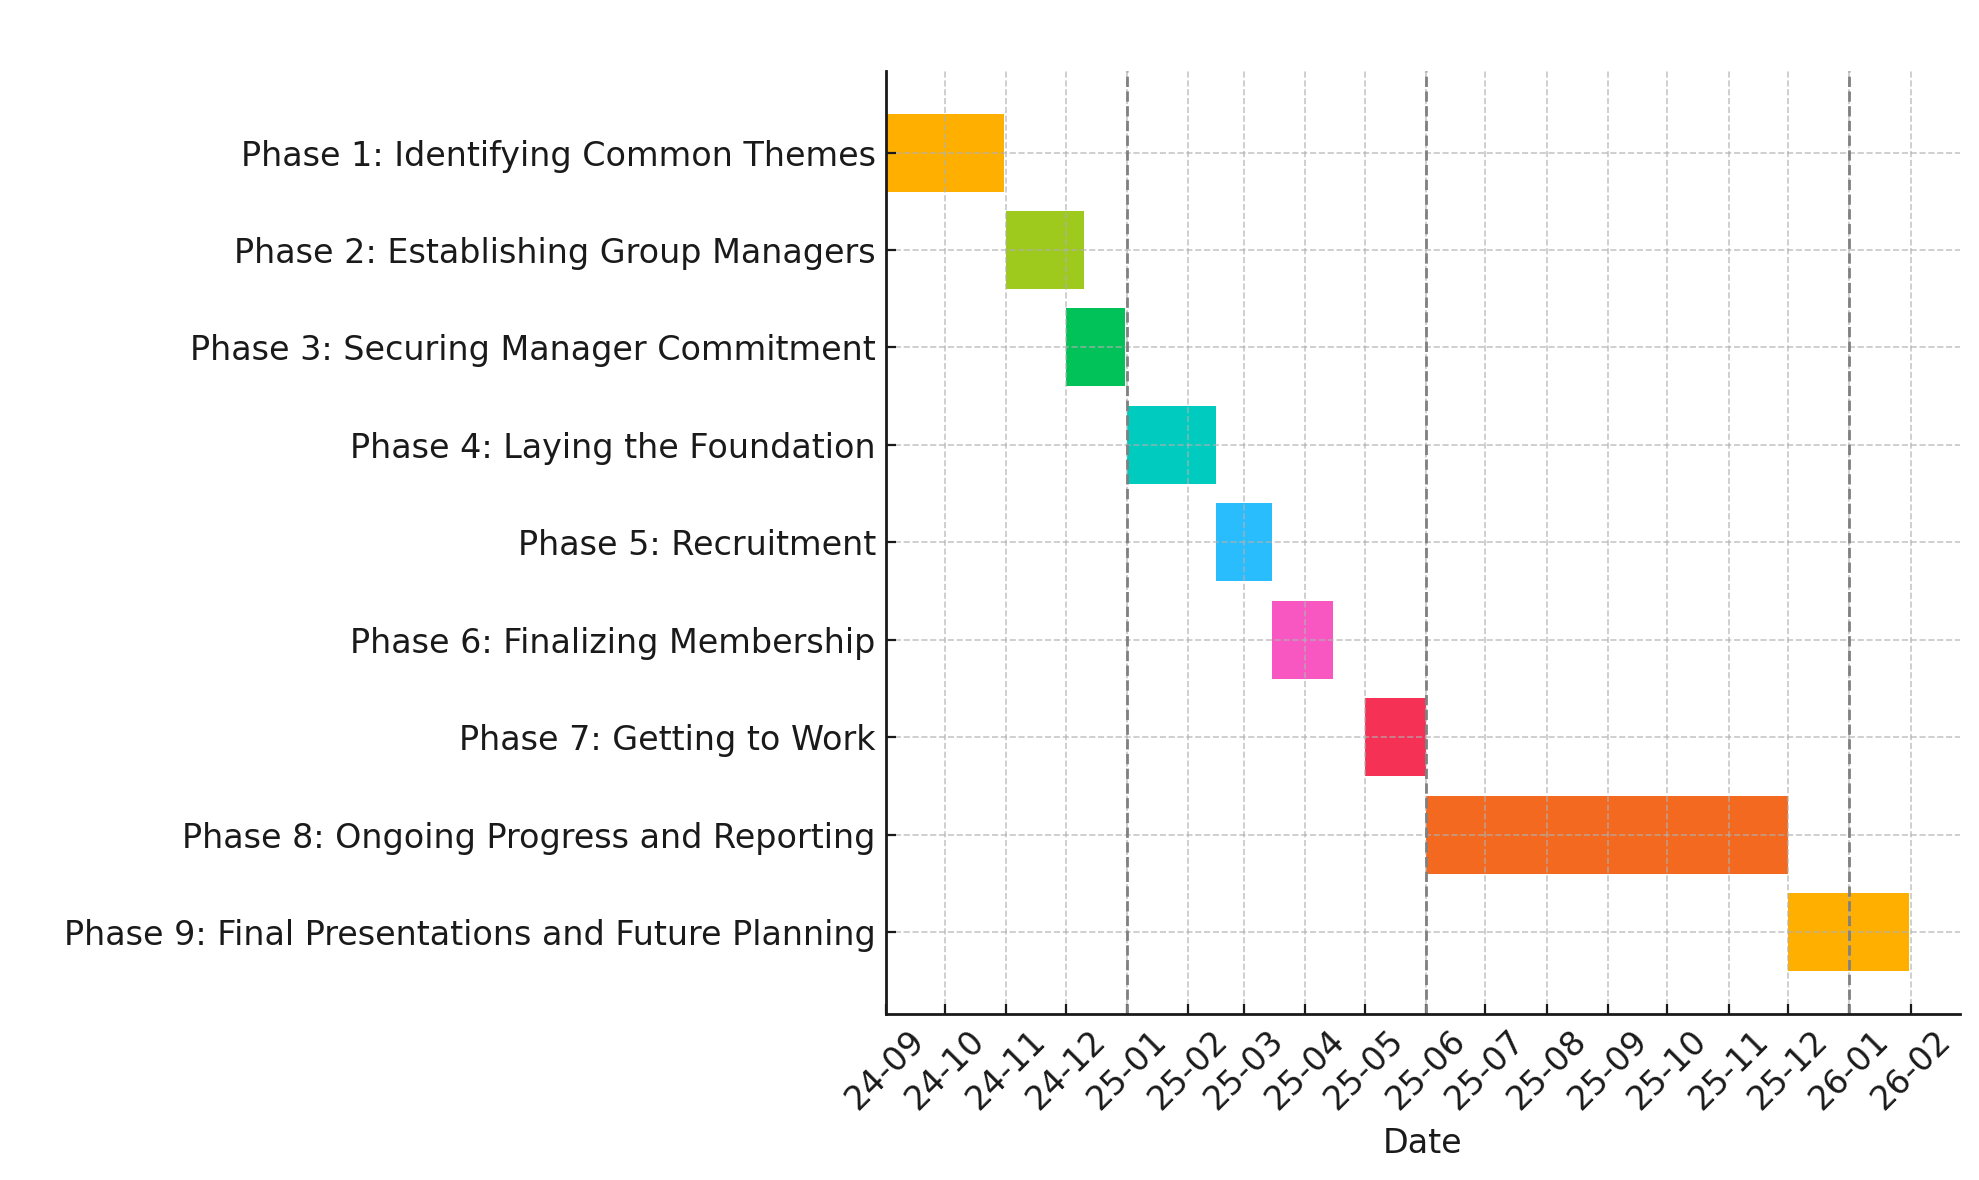 Phase 1: Identifying Common Themes
Phase 2: Establishing Group Managers
Phase 3: Securing Manager Commitment
Phase 4: Laying the Foundation
Phase 5: Recruitment
Phase 6: Finalizing Membership
Phase 7: Getting to Work
Phase 8: Ongoing Progress and Reporting
Phase 9: Final Presentations and Future Planning
24-09
24-10
24-11
24-12
25-01
25-02
25-03
25-04
25-05
25-06
25-07
25-08
25-09
25-10
25-11
25-12
26-01
26-02
Date